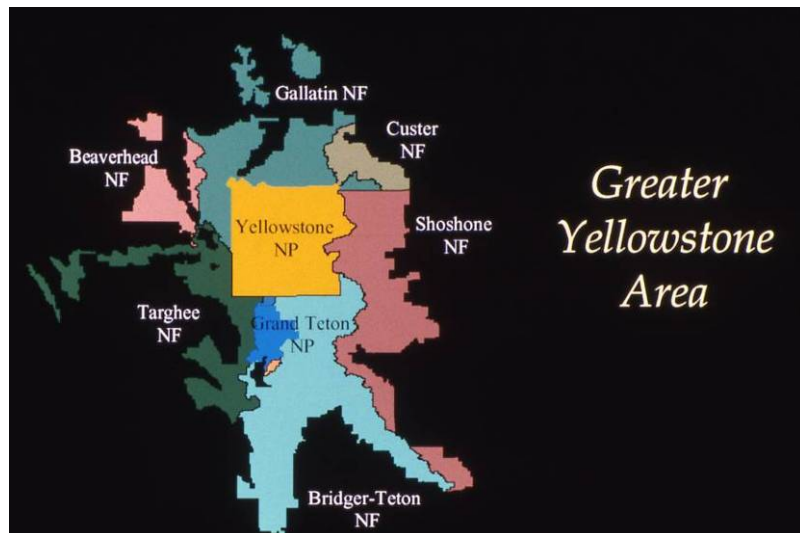 Gallatin NF
Custer
NF
Beaverhead
NF
Yellowstone
NP
Shoshone
NF
Greater
Yellowstone
Area
Targhee
NF
Grand Teton
NP
Bridger-Teton
NF